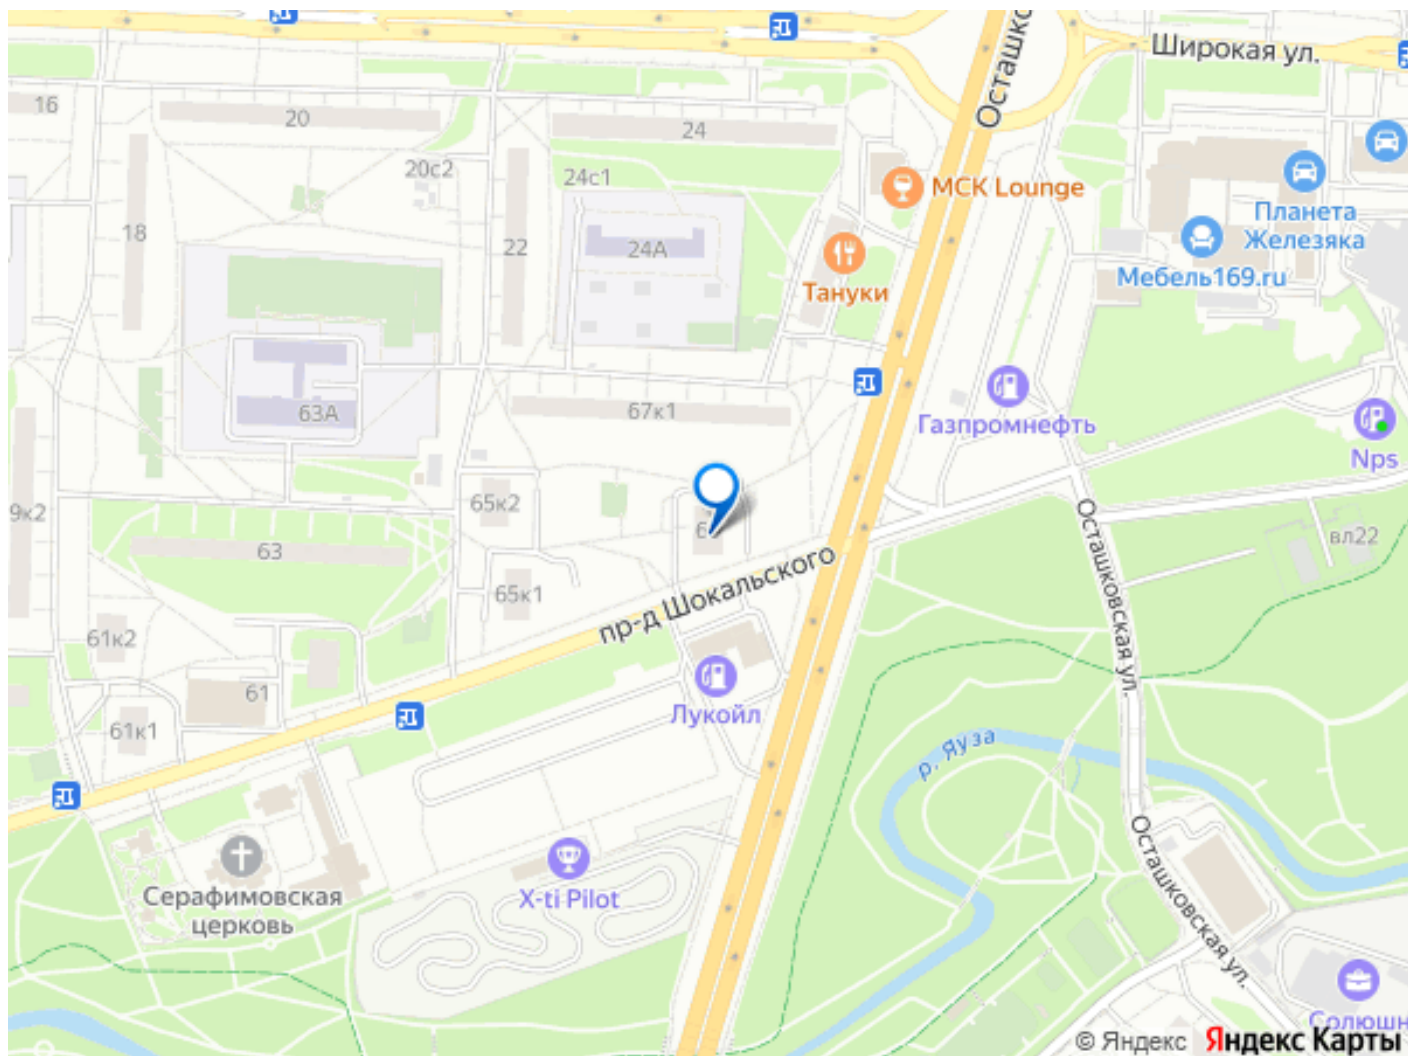 Широкая ул.
Осташко
16
20
24
20с2
24с1
МСК Lounge
18
22
24А
Тануки
Планета
Железяка
Мебель169.ru
63А
67к1
Газпромнефть
Nps
9к2
65к2
63
65к1
пр-д Шокальского
Осташковская ул.
вл22
61к2
61
61к1
Лукойл
р. Яуза
Серафимовская
церковь
X-ti Pilot
Осташковская ул.
Солюшн
© Яндекс
Яндекс Карты